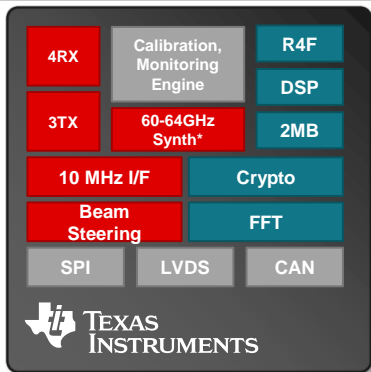 4RX
Calibration,
Monitoring
Engine
R4F
DSP
3TX
60-64GHz
Synth*
2MB
10 MHz I/F
Crypto
Beam
Steering
FFT
SPI
LVDS
CAN
TEXAS
INSTRUMENTS